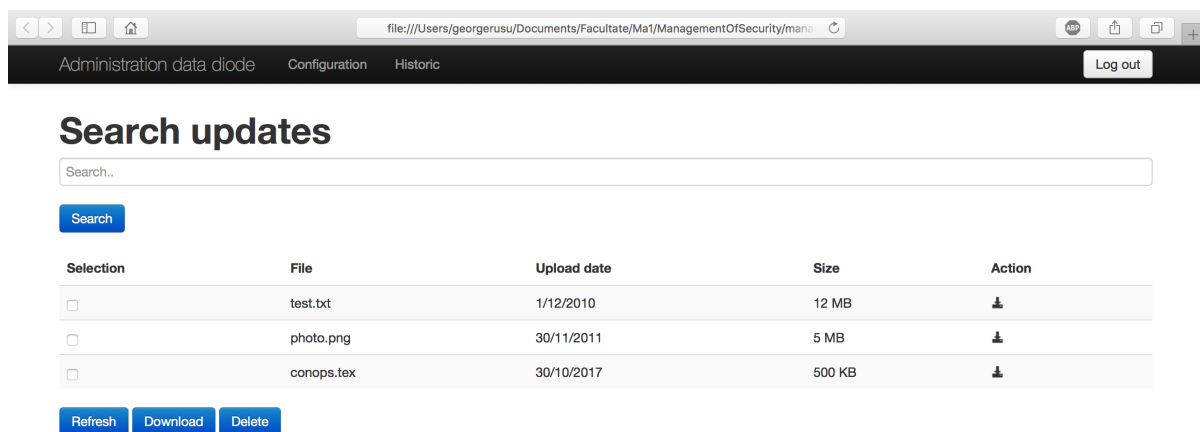 file:///Users/georgerusu/Documents/Facultate/Ma1/ManagementOfSecurity/mana
ABP
Administration data diode Configuration Historic Log out
Search updates
Search..
Search
Selection File Upload date Size Action
test.txt 1/12/2010 12 MB
photo.png 30/11/2011 5 MB
conops.tex 30/10/2017 500 KB
Refresh Download Delete